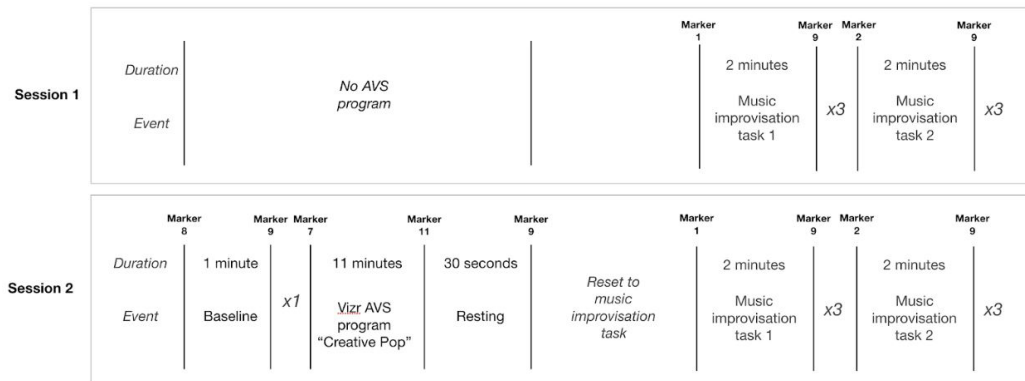 Session 1
Duration
Event
No AVS
program
Marker
1
2 minutes
Music
improvisation
task 1
Marker
9
x3
Marker
2
2 minutes
Music
improvisation
task 2
Marker
9
x3
Session 2
Duration
Event
Marker
8
1 minute
Baseline
Marker
9
x1
Marker
7
11 minutes
Vizr AVS
program
“Creative Pop”
Marker
11
30 seconds
Resting
Marker
9
Reset to
music
improvisation
task
Marker
1
2 minutes
Music
improvisation
task 1
Marker
9
x3
Marker
2
2 minutes
Music
improvisation
task 2
Marker
9
x3